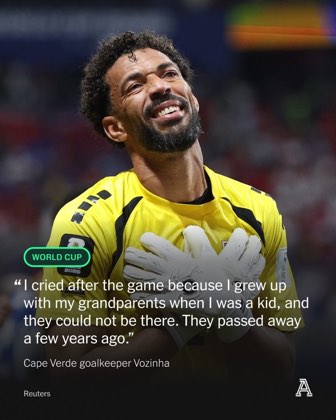 WORLD CUP
“I cried after the game because I grew up
with my grandparents when I was a kid, and
they could not be there. They passed away
a few years ago.”
Cape Verde goalkeeper Vozinha
Reuters
A